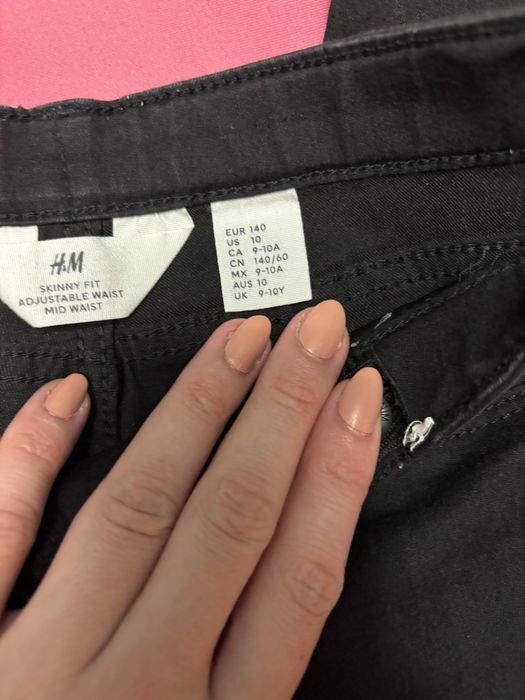 H&M
SKINNY FIT
ADJUSTABLE WAIST
MID WAIST
EUR 140
US 10
CA 9-10A
CN 140/60
MX 9-10A
AUS 10
UK 9-10Y